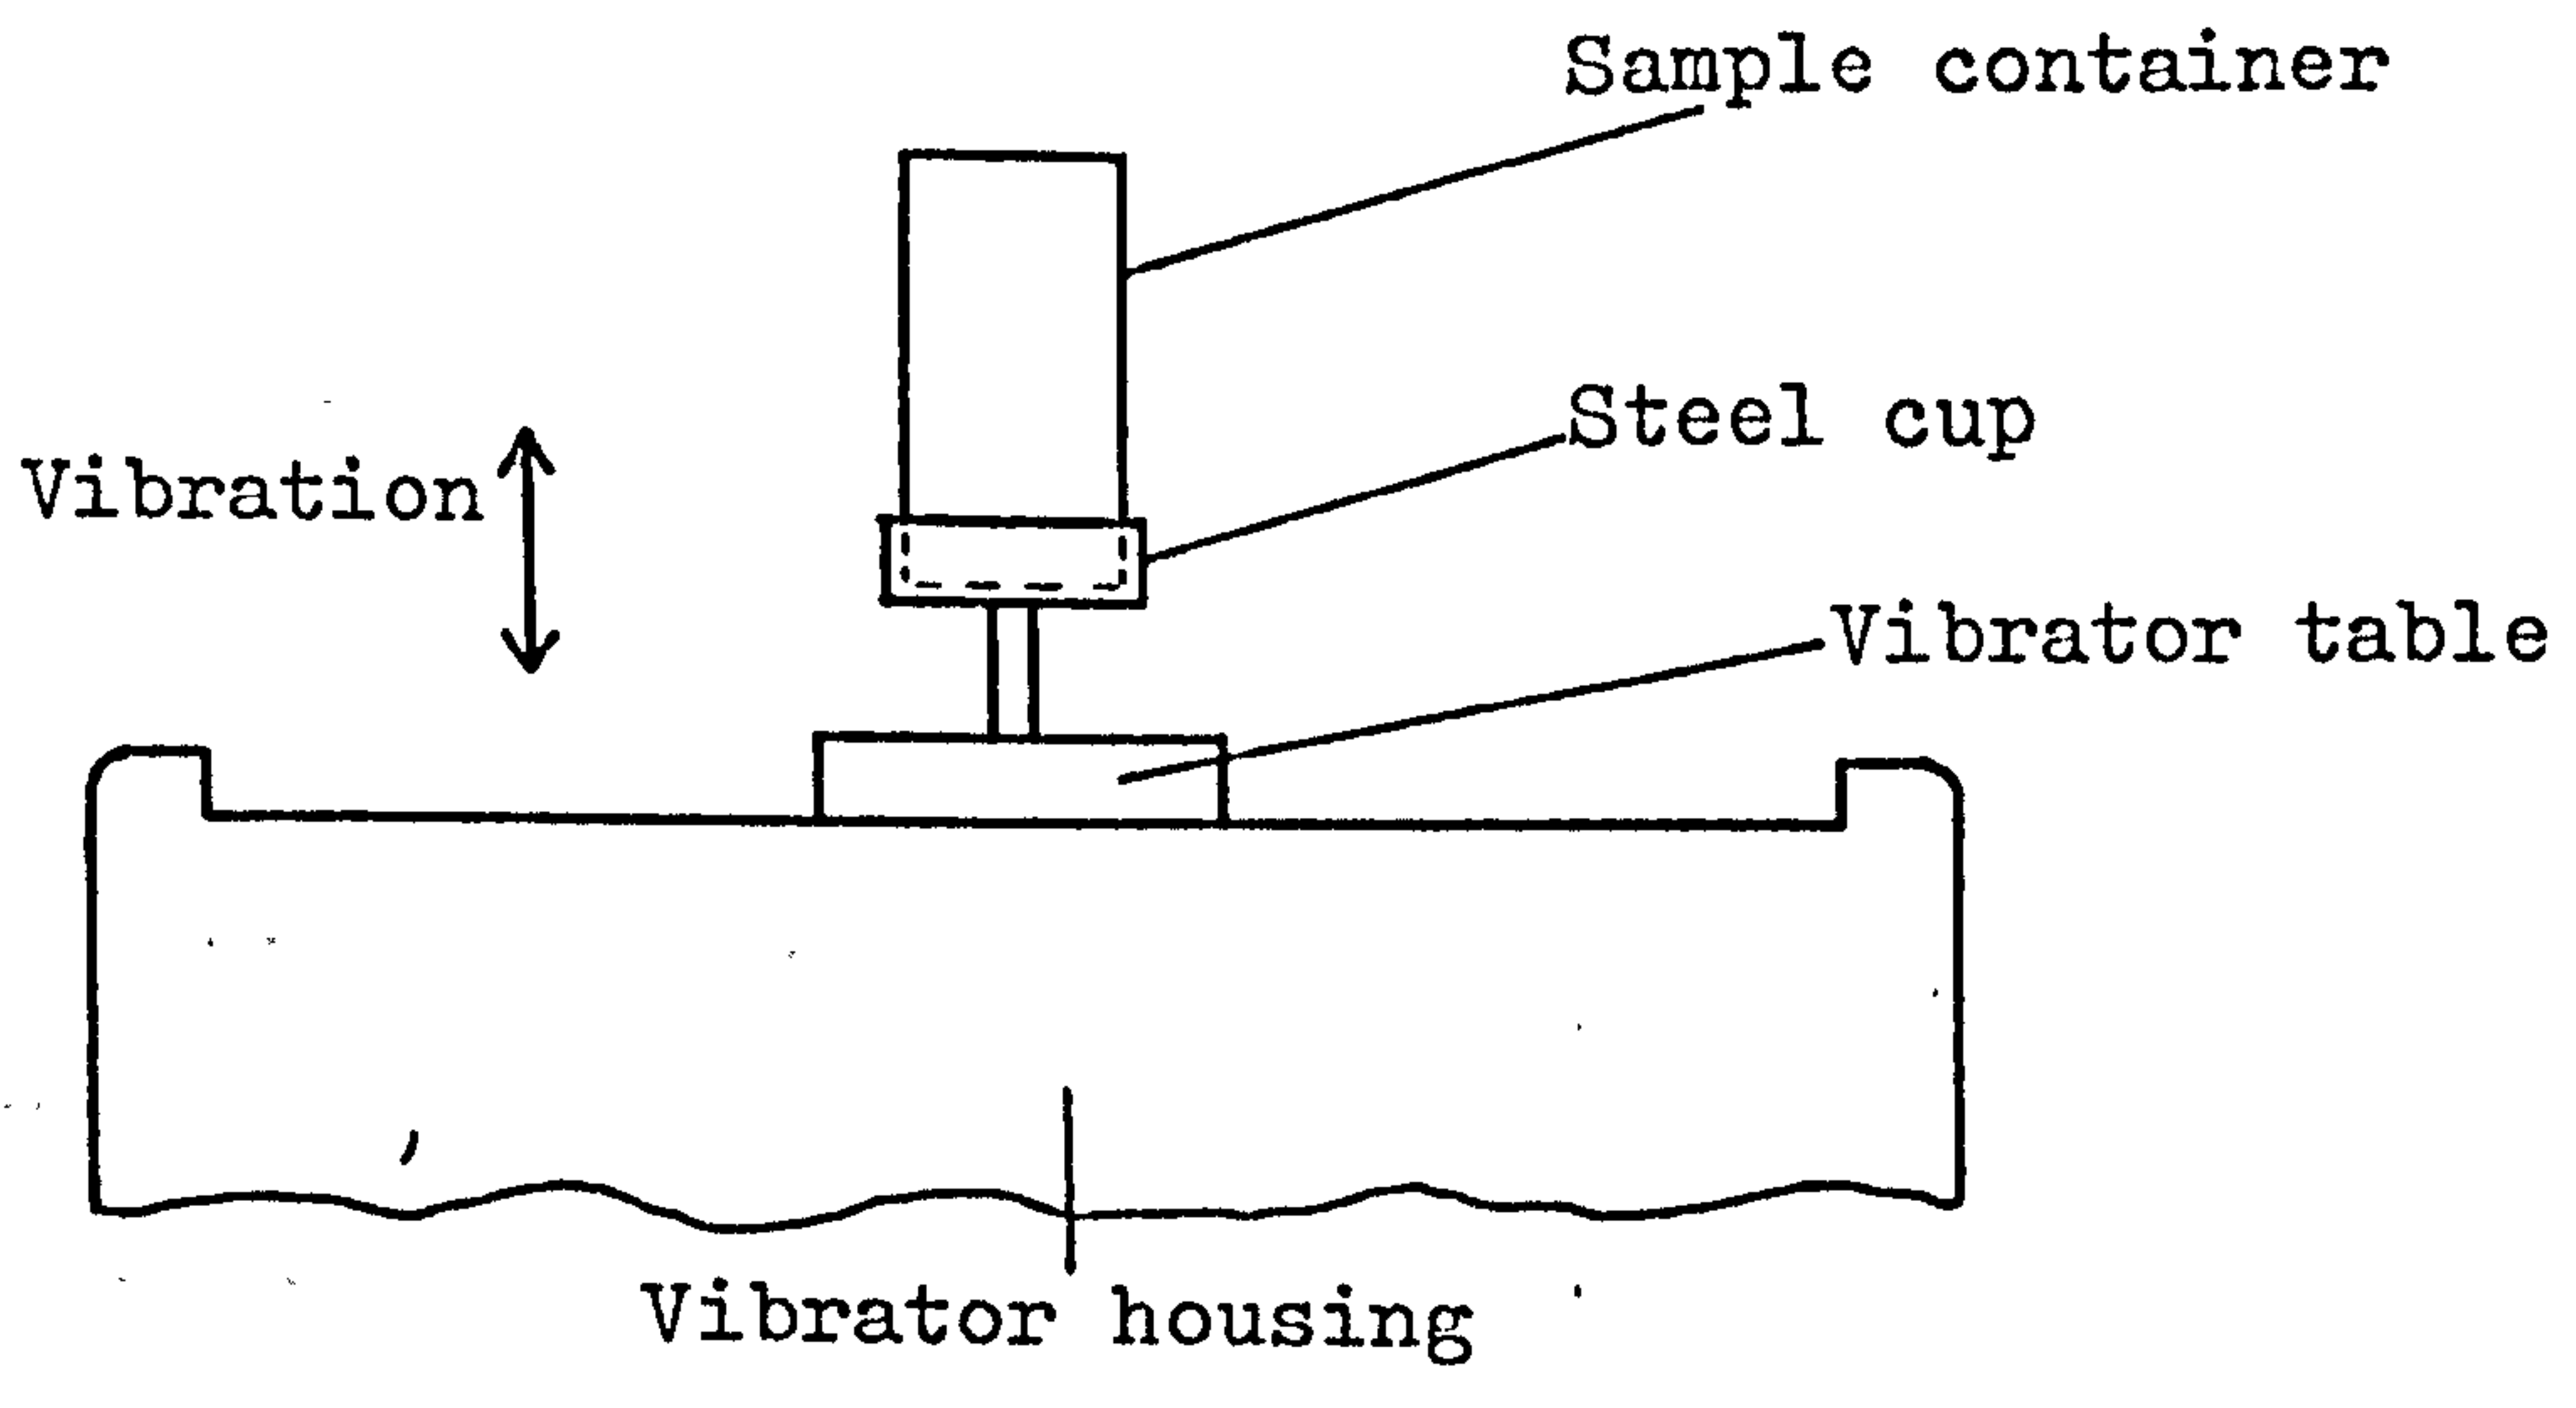 Sample container
Steel cup
Vibration
Vibrator table
Vibrator housing